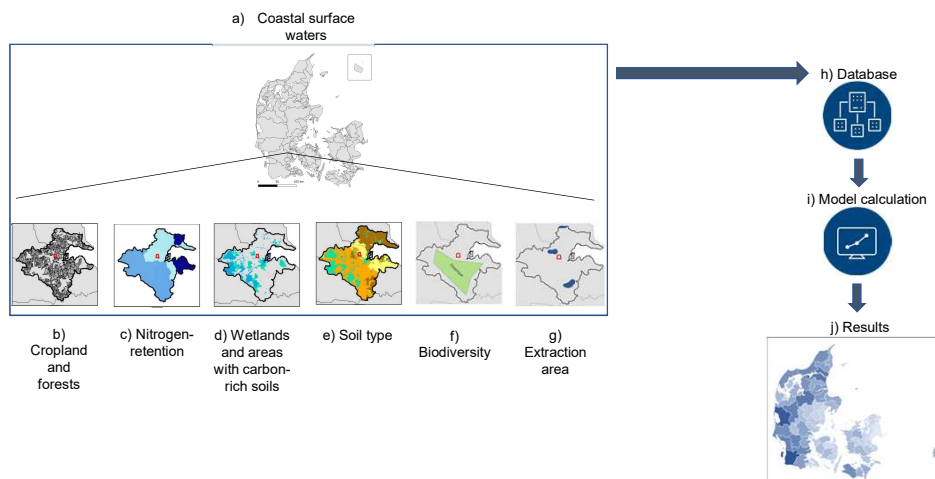 a) Coastal surface
waters
h) Database
i) Model calculation
j) Results
b)
Cropland
and
forests
c) Nitrogen-
retention
d) Wetlands
and areas
with carbon-
rich soils
e) Soil type
f)
Biodiversity
g)
Extraction
area